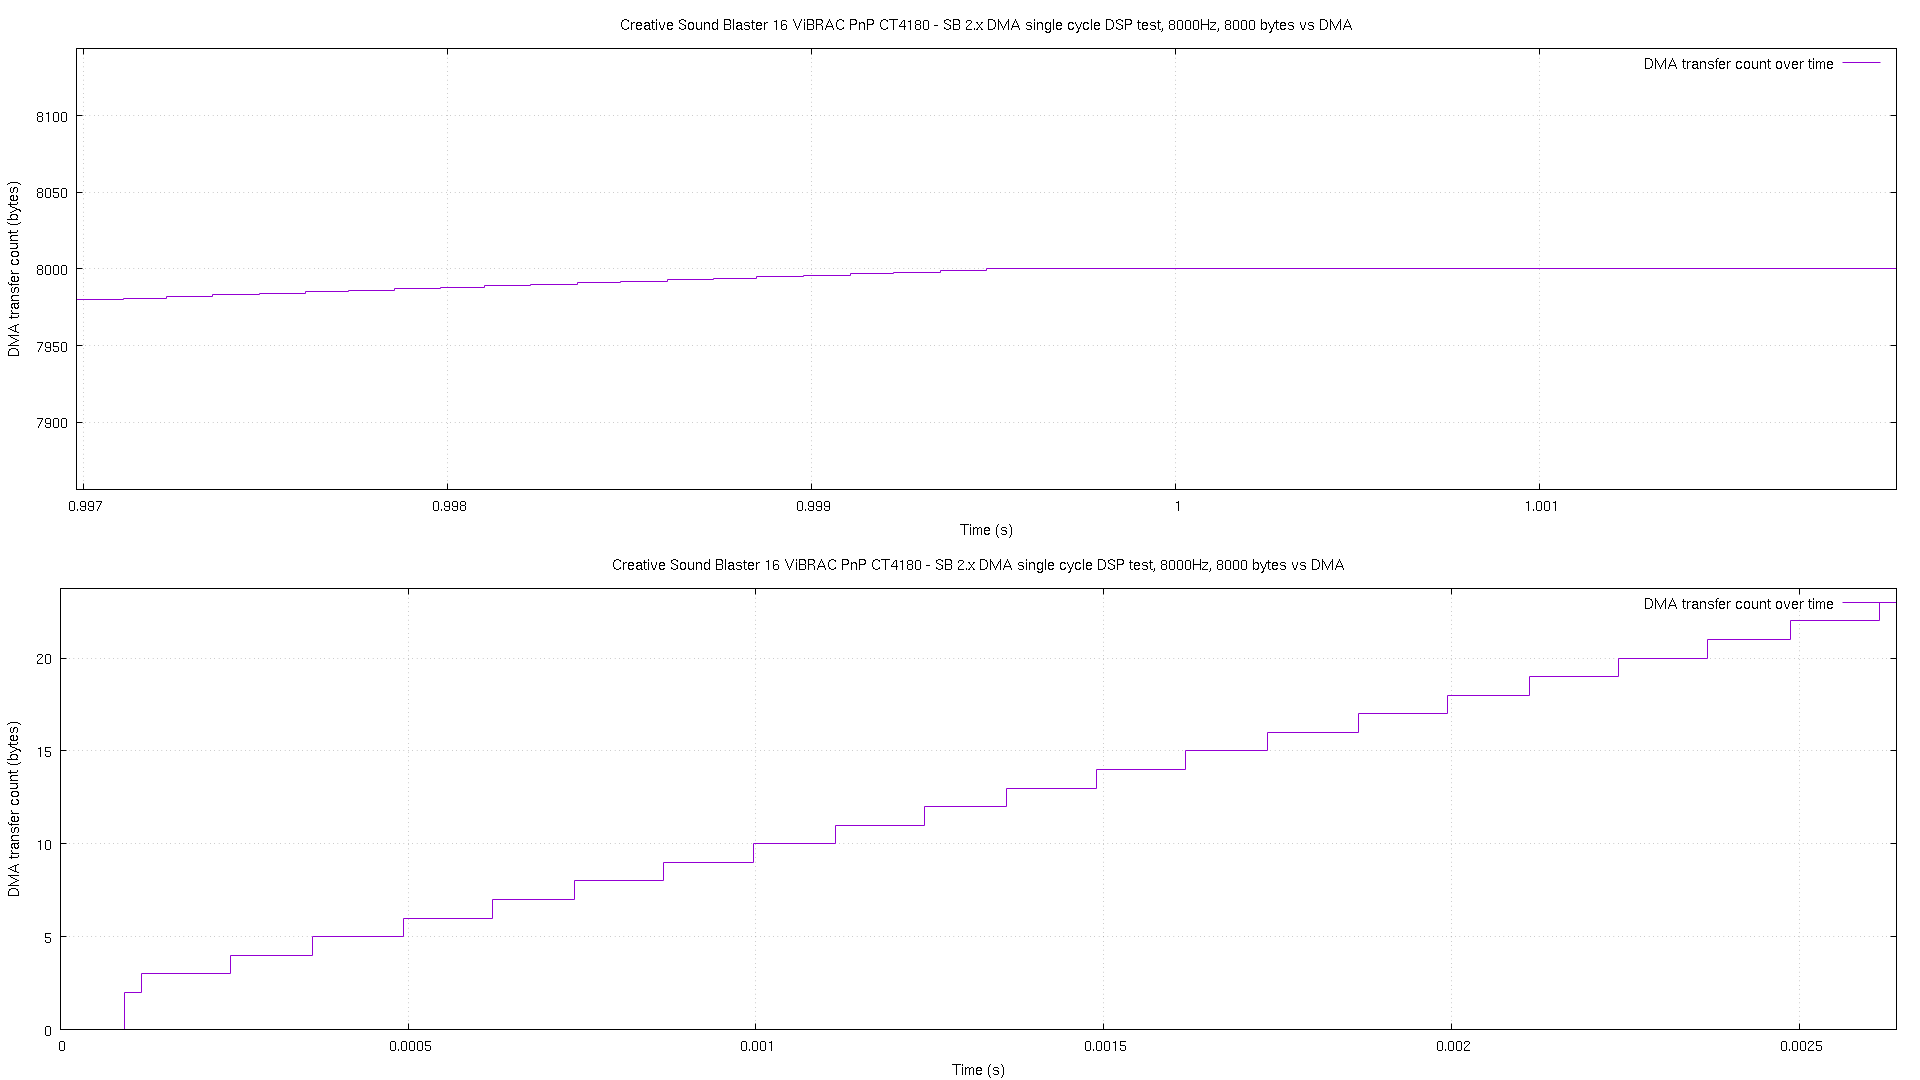 Creative Sound Blaster 16 ViBRAC PnP CT4180 - SB 2.x DMA single cycle DSP test, 8000Hz, 8000 bytes vs DMA
DMA transfer count over time
DMA transfer count (bytes)
8100
8050
8000
7950
7900
0.997 0.998 0.999 1 1.001
Time (s)
Creative Sound Blaster 16 ViBRAC PnP CT4180 - SB 2.x DMA single cycle DSP test, 8000Hz, 8000 bytes vs DMA
DMA transfer count over time
DMA transfer count (bytes)
20
15
10
5
0
0 0.0005 0.001 0.0015 0.002 0.0025
Time (s)